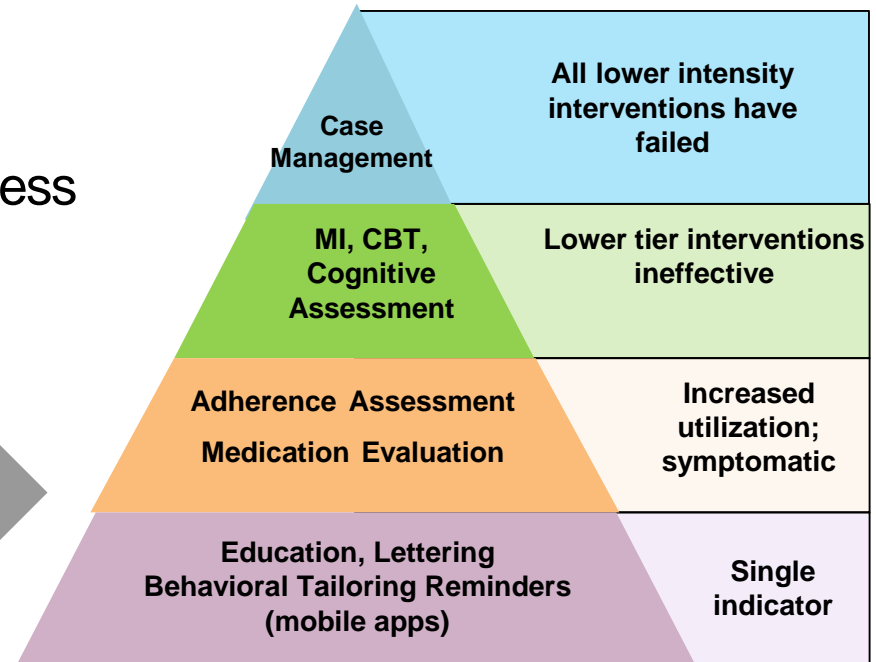 ess
Case
Management
All lower intensity
interventions have
failed
MI, CBT,
Cognitive
Assessment
Lower tier interventions
ineffective
Adherence Assessment
Medication Evaluation
Increased
utilization;
symptomatic
Education, Lettering
Behavioral Tailoring Reminders
(mobile apps)
Single
indicator